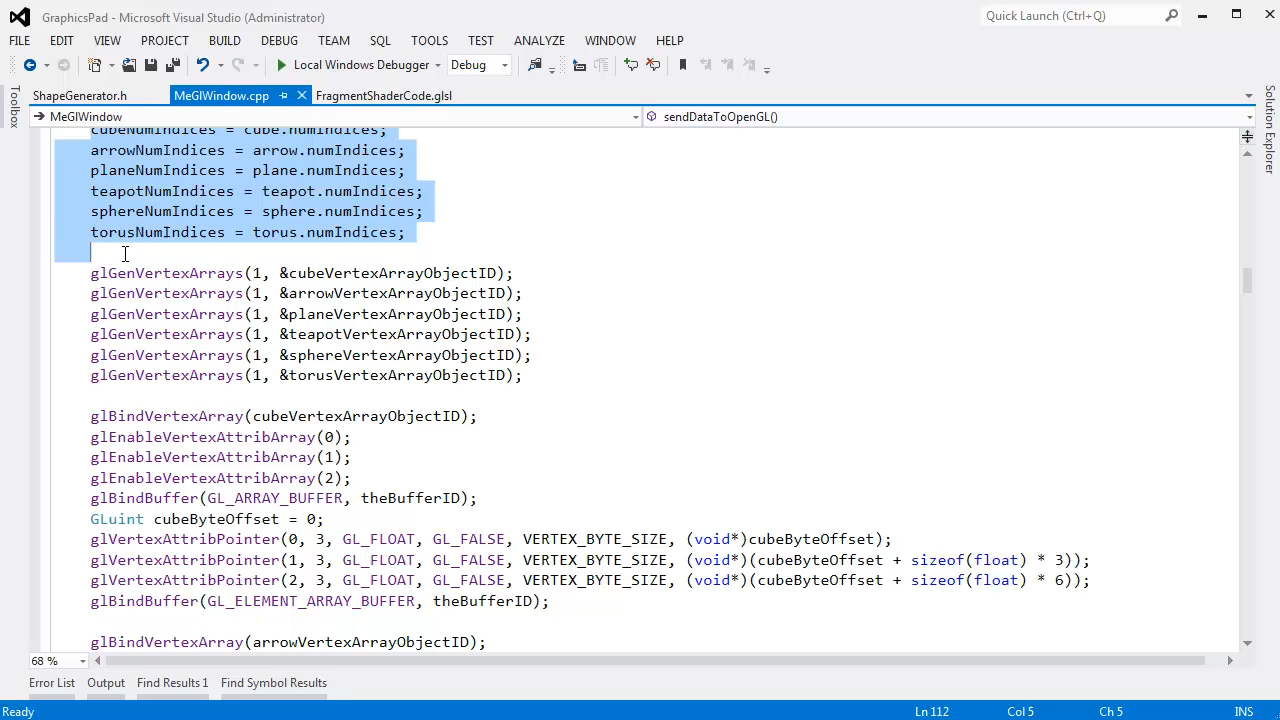 GraphicsPad - Microsoft Visual Studio (Administrator)
Quick Launch (Ctrl+Q)
FILE EDIT VIEW PROJECT BUILD DEBUG TEAM SQL TOOLS TEST ANALYZE WINDOW HELP
Local Windows Debugger Debug
Toolbox
ShapeGenerator.h MeGlWindow.cpp FragmentShaderCode.glsl
Solution Explorer
MeGlWindow sendDataToOpenGL()
cubeNumIndices = cube.numIndices;
arrowNumIndices = arrow.numIndices;
planeNumIndices = plane.numIndices;
teapotNumIndices = teapot.numIndices;
sphereNumIndices = sphere.numIndices;
torusNumIndices = torus.numIndices;
glGenVertexArrays(1, &cubeVertexArrayObjectID);
glGenVertexArrays(1, &arrowVertexArrayObjectID);
glGenVertexArrays(1, &planeVertexArrayObjectID);
glGenVertexArrays(1, &teapotVertexArrayObjectID);
glGenVertexArrays(1, &sphereVertexArrayObjectID);
glGenVertexArrays(1, &torusVertexArrayObjectID);
glBindVertexArray(cubeVertexArrayObjectID);
glEnableVertexAttribArray(0);
glEnableVertexAttribArray(1);
glEnableVertexAttribArray(2);
glBindBuffer(GL_ARRAY_BUFFER, theBufferID);
GLuint cubeByteOffset = 0;
glVertexAttribPointer(0, 3, GL_FLOAT, GL_FALSE, VERTEX_BYTE_SIZE, (void*)cubeByteOffset);
glVertexAttribPointer(1, 3, GL_FLOAT, GL_FALSE, VERTEX_BYTE_SIZE, (void*)(cubeByteOffset + sizeof(float) * 3));
glVertexAttribPointer(2, 3, GL_FLOAT, GL_FALSE, VERTEX_BYTE_SIZE, (void*)(cubeByteOffset + sizeof(float) * 6));
glBindBuffer(GL_ELEMENT_ARRAY_BUFFER, theBufferID);
glBindVertexArray(arrowVertexArrayObjectID);
68 %
Error List Output Find Results 1 Find Symbol Results
Ready Ln 112 Col 5 Ch 5 INS